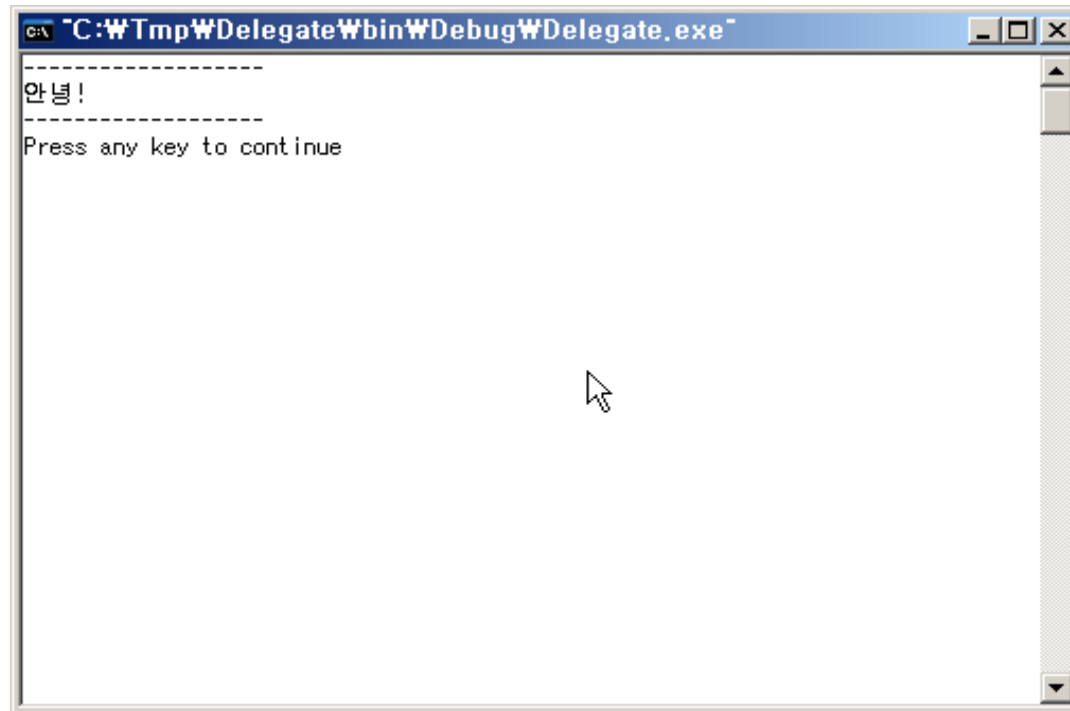 "C:₩Tmp₩Delegate₩bin₩Debug₩Delegate.exe"
-------------------
안녕!
-------------------
Press any key to continue